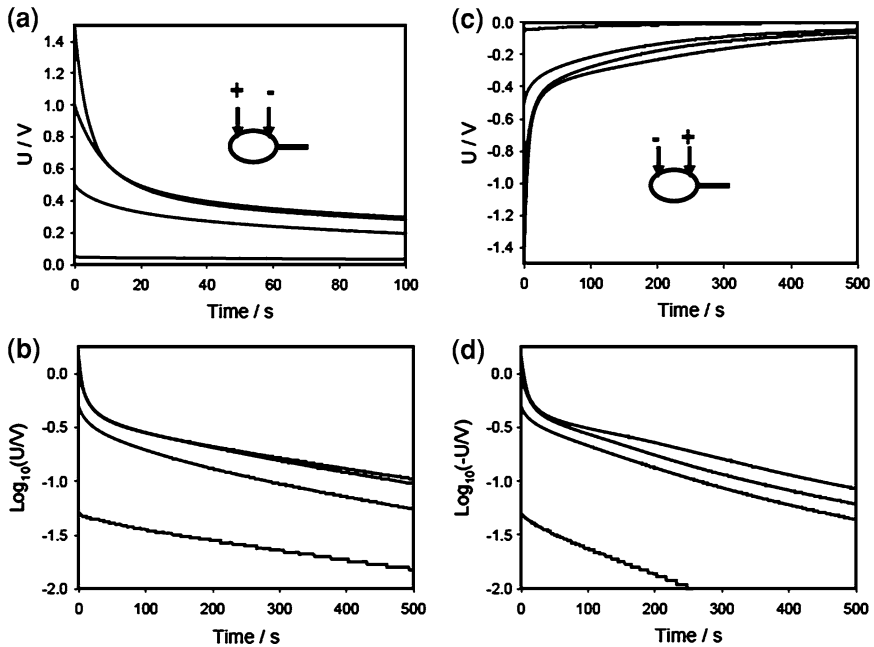 (a)
1.4
1.2
1.0
0.8
0.6
0.4
0.2
0.0
U / V
+ -
0 20 40 60 80 100
Time / s
(c)
0.0
-0.2
-0.4
-0.6
-0.8
-1.0
-1.2
-1.4
U / V
- +
0 100 200 300 400 500
Time / s
(b)
0.0
-0.5
-1.0
-1.5
-2.0
Log10(U/V)
0 100 200 300 400 500
Time / s
(d)
0.0
-0.5
-1.0
-1.5
-2.0
Log10(-U/V)
0 100 200 300 400 500
Time / s